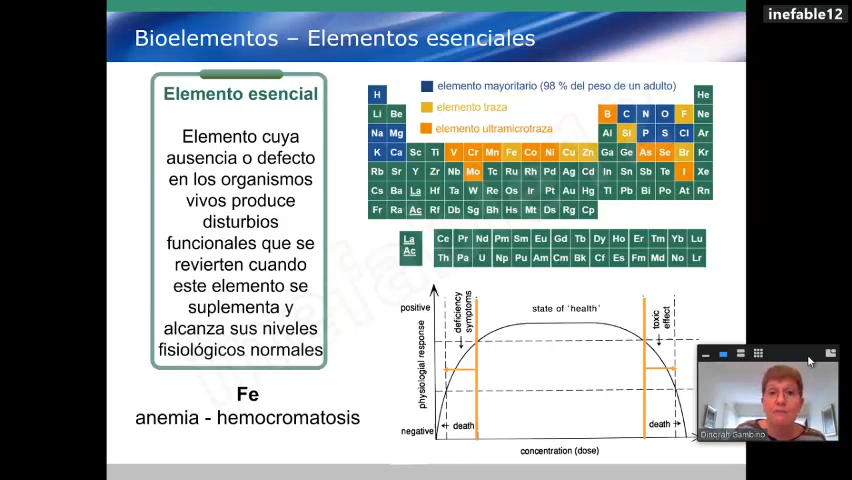 inefable12
Bioelementos – Elementos esenciales
Elemento esencial
Elemento cuya
ausencia o defecto
en los organismos
vivos produce
disturbios
funcionales que se
revierten cuando
este elemento se
suplementa y
alcanza sus niveles
fisiológicos normales
Fe
anemia - hemocromatosis
elemento mayoritario (98 % del peso de un adulto)
elemento traza
elemento ultramicrotraza
H He
Li Be B C N O F Ne
Na Mg Al Si P S Cl Ar
K Ca Sc Ti V Cr Mn Fe Co Ni Cu Zn Ga Ge As Se Br Kr
Rb Sr Y Zr Nb Mo Tc Ru Rh Pd Ag Cd In Sn Sb Te I Xe
Cs Ba La Hf Ta W Re Os Ir Pt Au Hg Tl Pb Bi Po At Rn
Fr Ra Ac Rf Db Sg Bh Hs Mt Ds Rg Cp
La Ce Pr Nd Pm Sm Eu Gd Tb Dy Ho Er Tm Yb Lu
Ac Th Pa U Np Pu Am Cm Bk Cf Es Fm Md No Lr
positive
physiologial response
negative
deficiency
symptoms
state of 'health'
toxic
effect
death
death
concentration (dose)
Dinorah Gambino